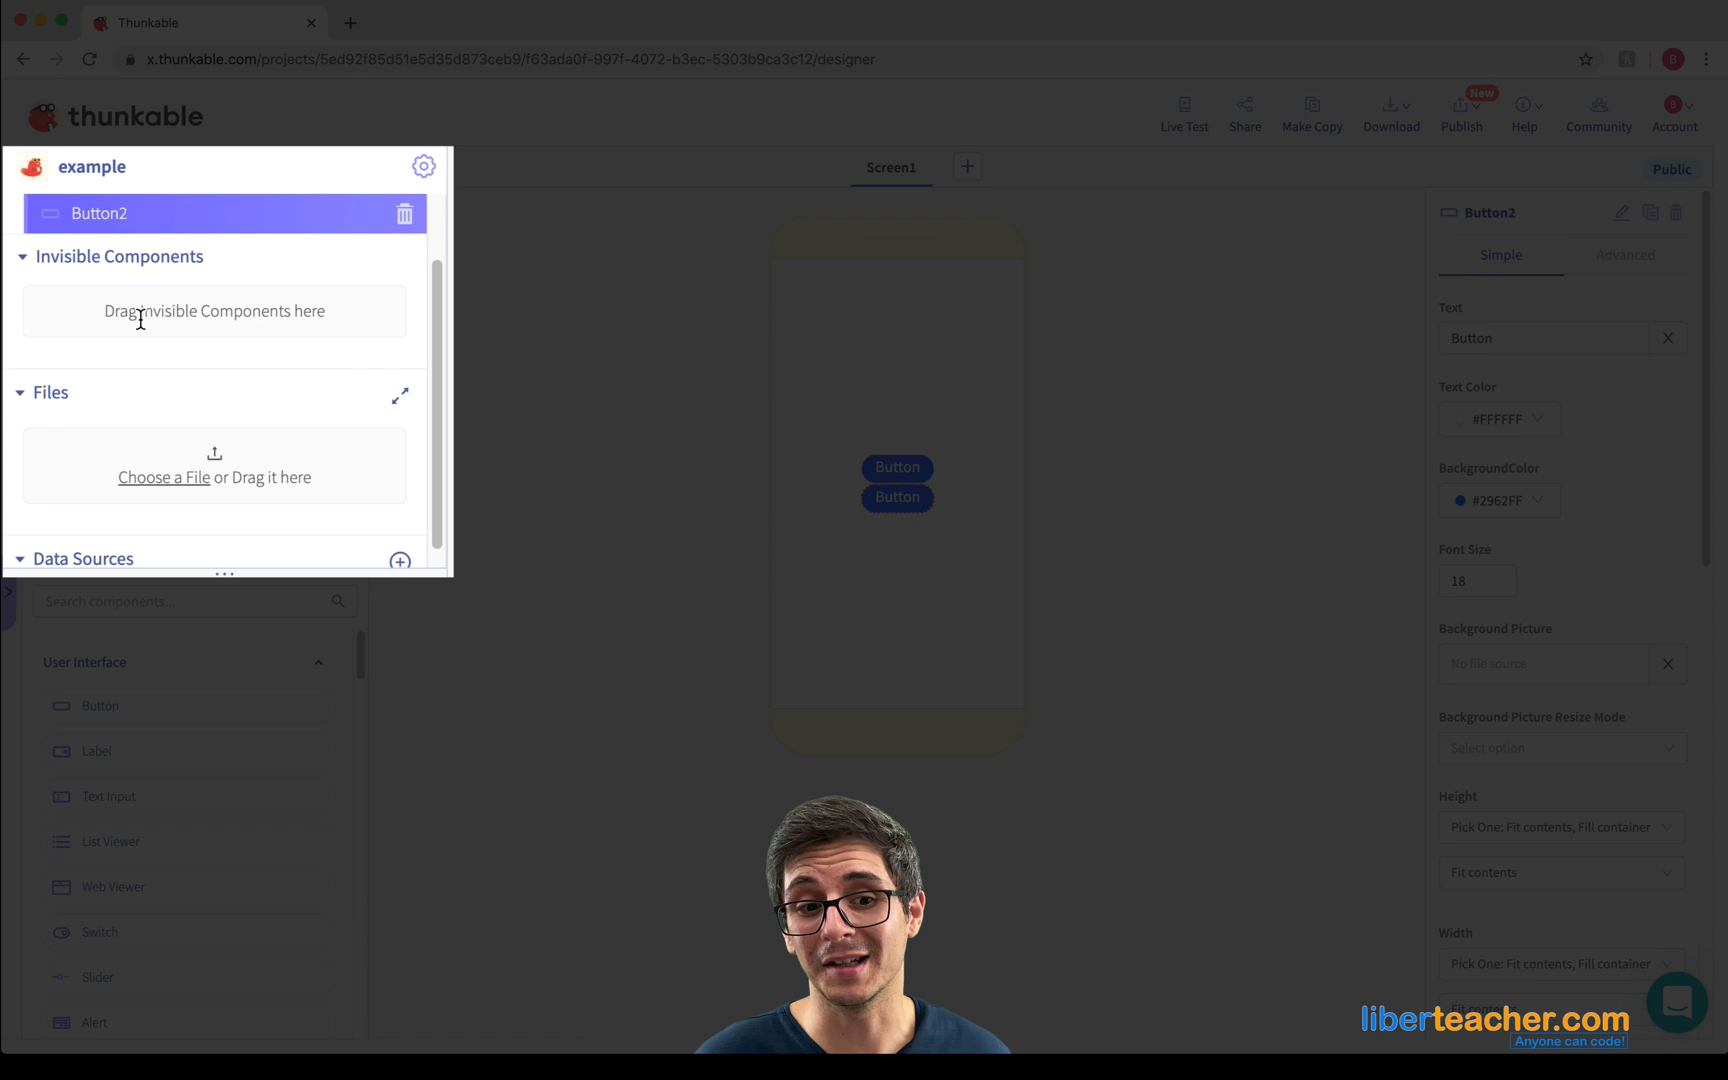 Thunkable
x.thunkable.com/projects/5ed92f85d51e5d35d873ceb9/f63ada0f-997f-4072-b3ec-5303b9ca3c12/designer
B
thunkable
Live Test
Share
Make Copy
Download
New
Publish
Help
Community
B
Account
example
Screen1
Public
Button2
Invisible Components
Drag Invisible Components here
Files
Choose a File or Drag it here
Data Sources
Search components...
User Interface
Button
Label
Text Input
List Viewer
Web Viewer
Switch
Slider
Alert
Button
Button
Button2
Simple
Advanced
Text
Button
Text Color
#FFFFFF
BackgroundColor
#2962FF
Font Size
18
Background Picture
No file source
Background Picture Resize Mode
Select option
Height
Pick One: Fit contents, Fill container
Fit contents
Width
Pick One: Fit contents, Fill container
liberteacher.com
Anyone can code!